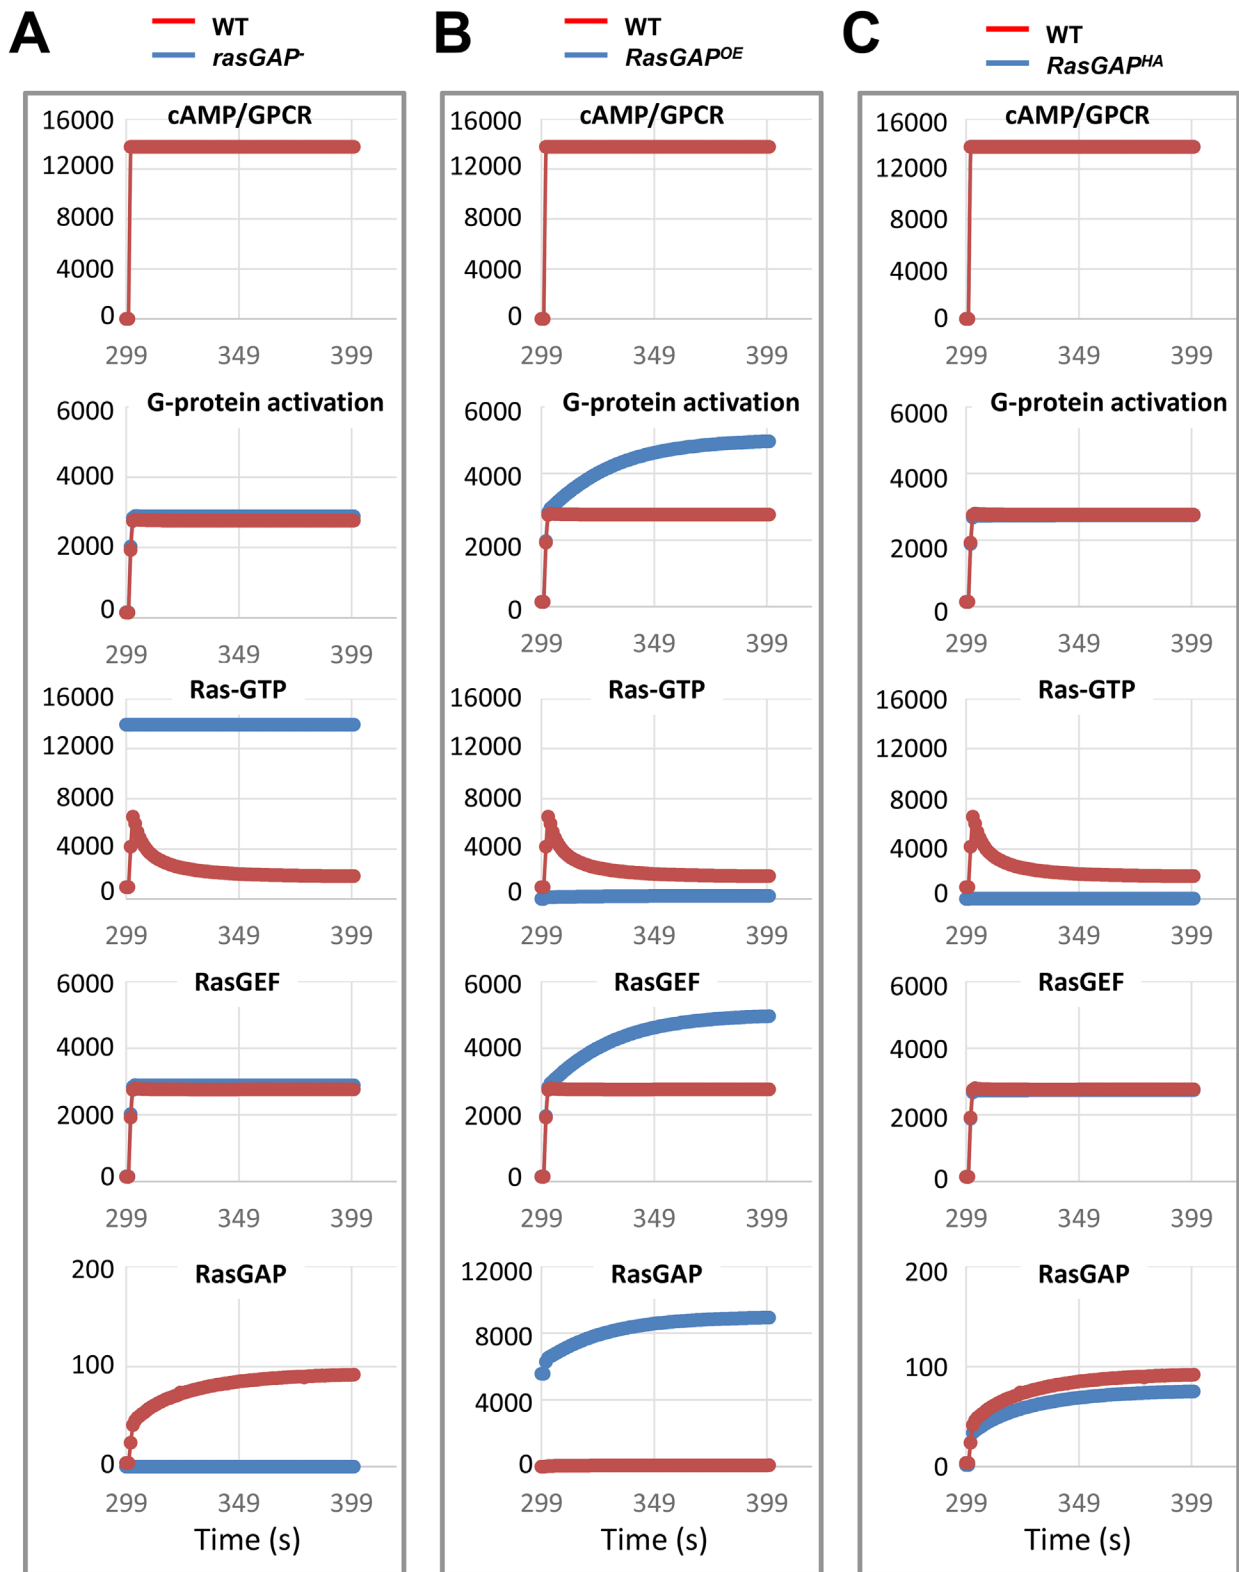 A
WT
rasGAP-
cAMP/GPCR
16000
12000
8000
4000
0
299 349 399
G-protein activation
6000
4000
2000
0
299 349 399
Ras-GTP
16000
12000
8000
4000
0
299 349 399
RasGEF
6000
4000
2000
0
299 349 399
RasGAP
200
100
0
299 349 399
Time (s)
B
WT
RasGAPOE
cAMP/GPCR
16000
12000
8000
4000
0
299 349 399
G-protein activation
6000
4000
2000
0
299 349 399
Ras-GTP
16000
12000
8000
4000
0
299 349 399
RasGEF
6000
4000
2000
0
299 349 399
RasGAP
12000
8000
4000
0
299 349 399
Time (s)
C
WT
RasGAPHA
cAMP/GPCR
16000
12000
8000
4000
0
299 349 399
G-protein activation
6000
4000
2000
0
299 349 399
Ras-GTP
16000
12000
8000
4000
0
299 349 399
RasGEF
6000
4000
2000
0
299 349 399
RasGAP
200
100
0
299 349 399
Time (s)